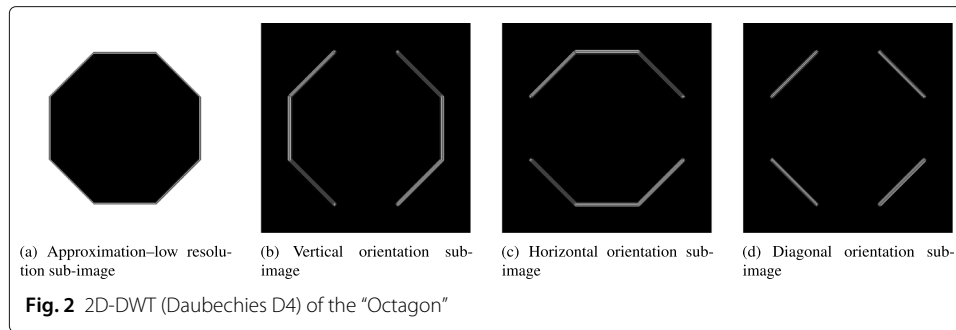 (a) Approximation–low resolu-
tion sub-image
(b) Vertical orientation sub-
image
(c) Horizontal orientation sub-
image
(d) Diagonal orientation sub-
image
Fig. 2 2D-DWT (Daubechies D4) of the “Octagon”